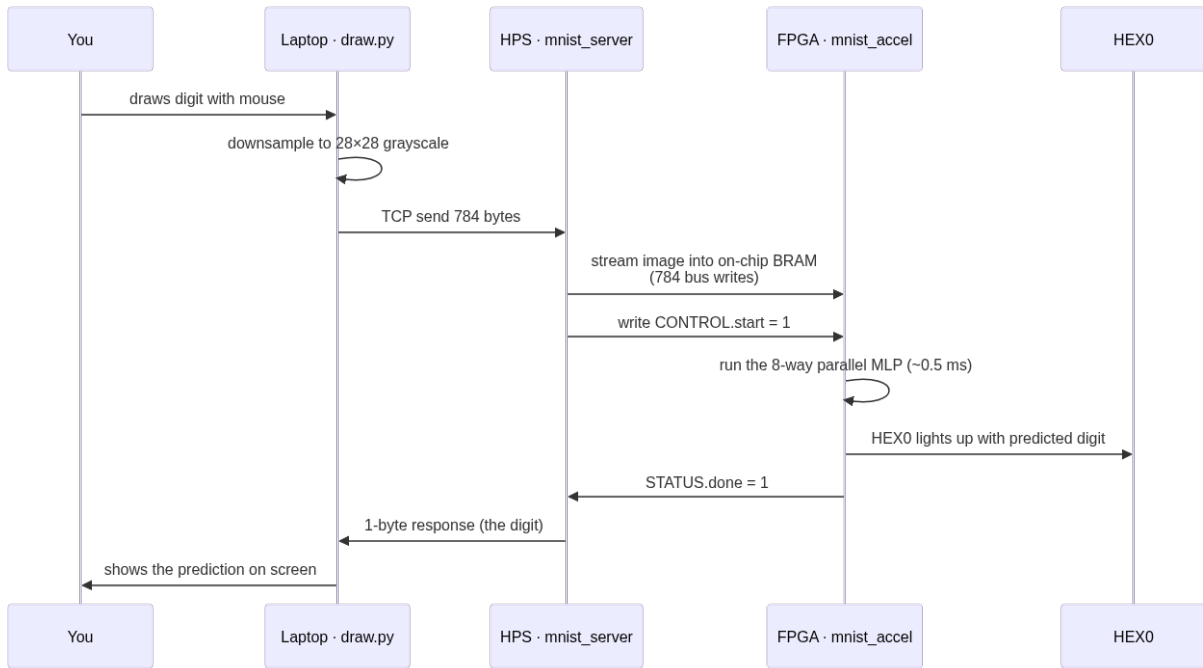 You
Laptop · draw.py
HPS · mnist_server
FPGA · mnist_accel
HEX0
draws digit with mouse
downsample to 28×28 grayscale
TCP send 784 bytes
stream image into on-chip BRAM
(784 bus writes)
write CONTROL.start = 1
run the 8-way parallel MLP (~0.5 ms)
HEX0 lights up with predicted digit
STATUS.done = 1
1-byte response (the digit)
shows the prediction on screen
You
Laptop · draw.py
HPS · mnist_server
FPGA · mnist_accel
HEX0